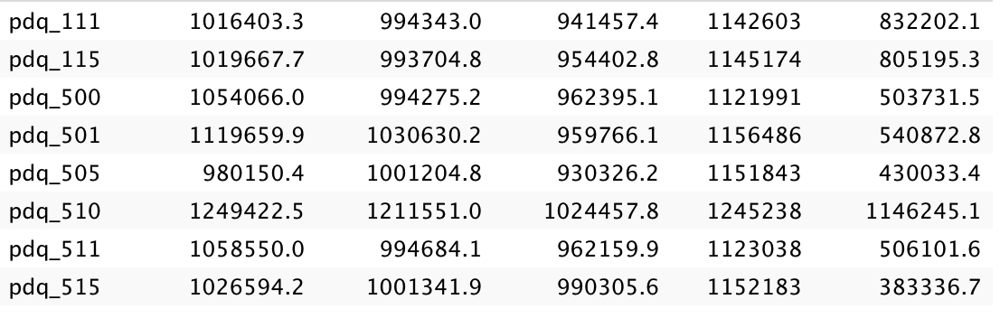 pdq_111 1016403.3 994343.0 941457.4 1142603 832202.1
pdq_115 1019667.7 993704.8 954402.8 1145174 805195.3
pdq_500 1054066.0 994275.2 962395.1 1121991 503731.5
pdq_501 1119659.9 1030630.2 959766.1 1156486 540872.8
pdq_505 980150.4 1001204.8 930326.2 1151843 430033.4
pdq_510 1249422.5 1211551.0 1024457.8 1245238 1146245.1
pdq_511 1058550.0 994684.1 962159.9 1123038 506101.6
pdq_515 1026594.2 1001341.9 990305.6 1152183 383336.7